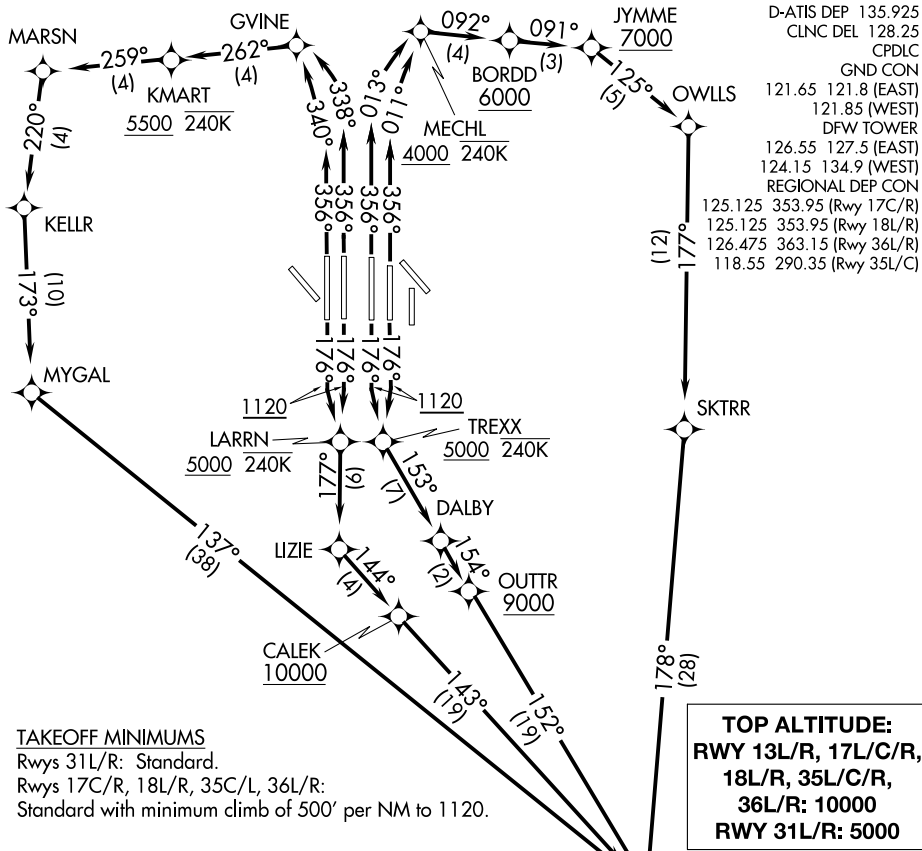 D-ATIS DEP 135.925
CLNC DEL 128.25
CPDLC
GND CON
121.65 121.8 (EAST)
121.85 (WEST)
DFW TOWER
126.55 127.5 (EAST)
124.15 134.9 (WEST)
REGIONAL DEP CON
125.125 353.95 (Rwy 17C/R)
125.125 353.95 (Rwy 18L/R)
126.475 363.15 (Rwy 36L/R)
118.55 290.35 (Rwy 35L/C)
MARSN
259°
(4)
KMART
5500 240K
262°
(4)
GVINE
340°
338°
013°
011°
092°
(4)
MECHL
4000 240K
BORDD
6000
091°
(3)
JYMME
7000
125°
(5)
OWLLS
220°
(4)
KELLR
173°
(10)
MYGAL
356°
356°
356°
356°
176°
176°
176°
176°
177°
(12)
SKTRR
1120
1120
LARRN
5000 240K
TREXX
5000 240K
177°
(6)
153°
(7)
DALBY
LIZIE
144°
(4)
154°
(2)
OUTTR
9000
CALEK
10000
137°
(38)
143°
(19)
152°
(19)
178°
(28)
TAKEOFF MINIMUMS
Rwys 31L/R: Standard.
Rwys 17C/R, 18L/R, 35C/L, 36L/R:
Standard with minimum climb of 500' per NM to 1120.
TOP ALTITUDE:
RWY 13L/R, 17L/C/R,
18L/R, 35L/C/R,
36L/R: 10000
RWY 31L/R: 5000